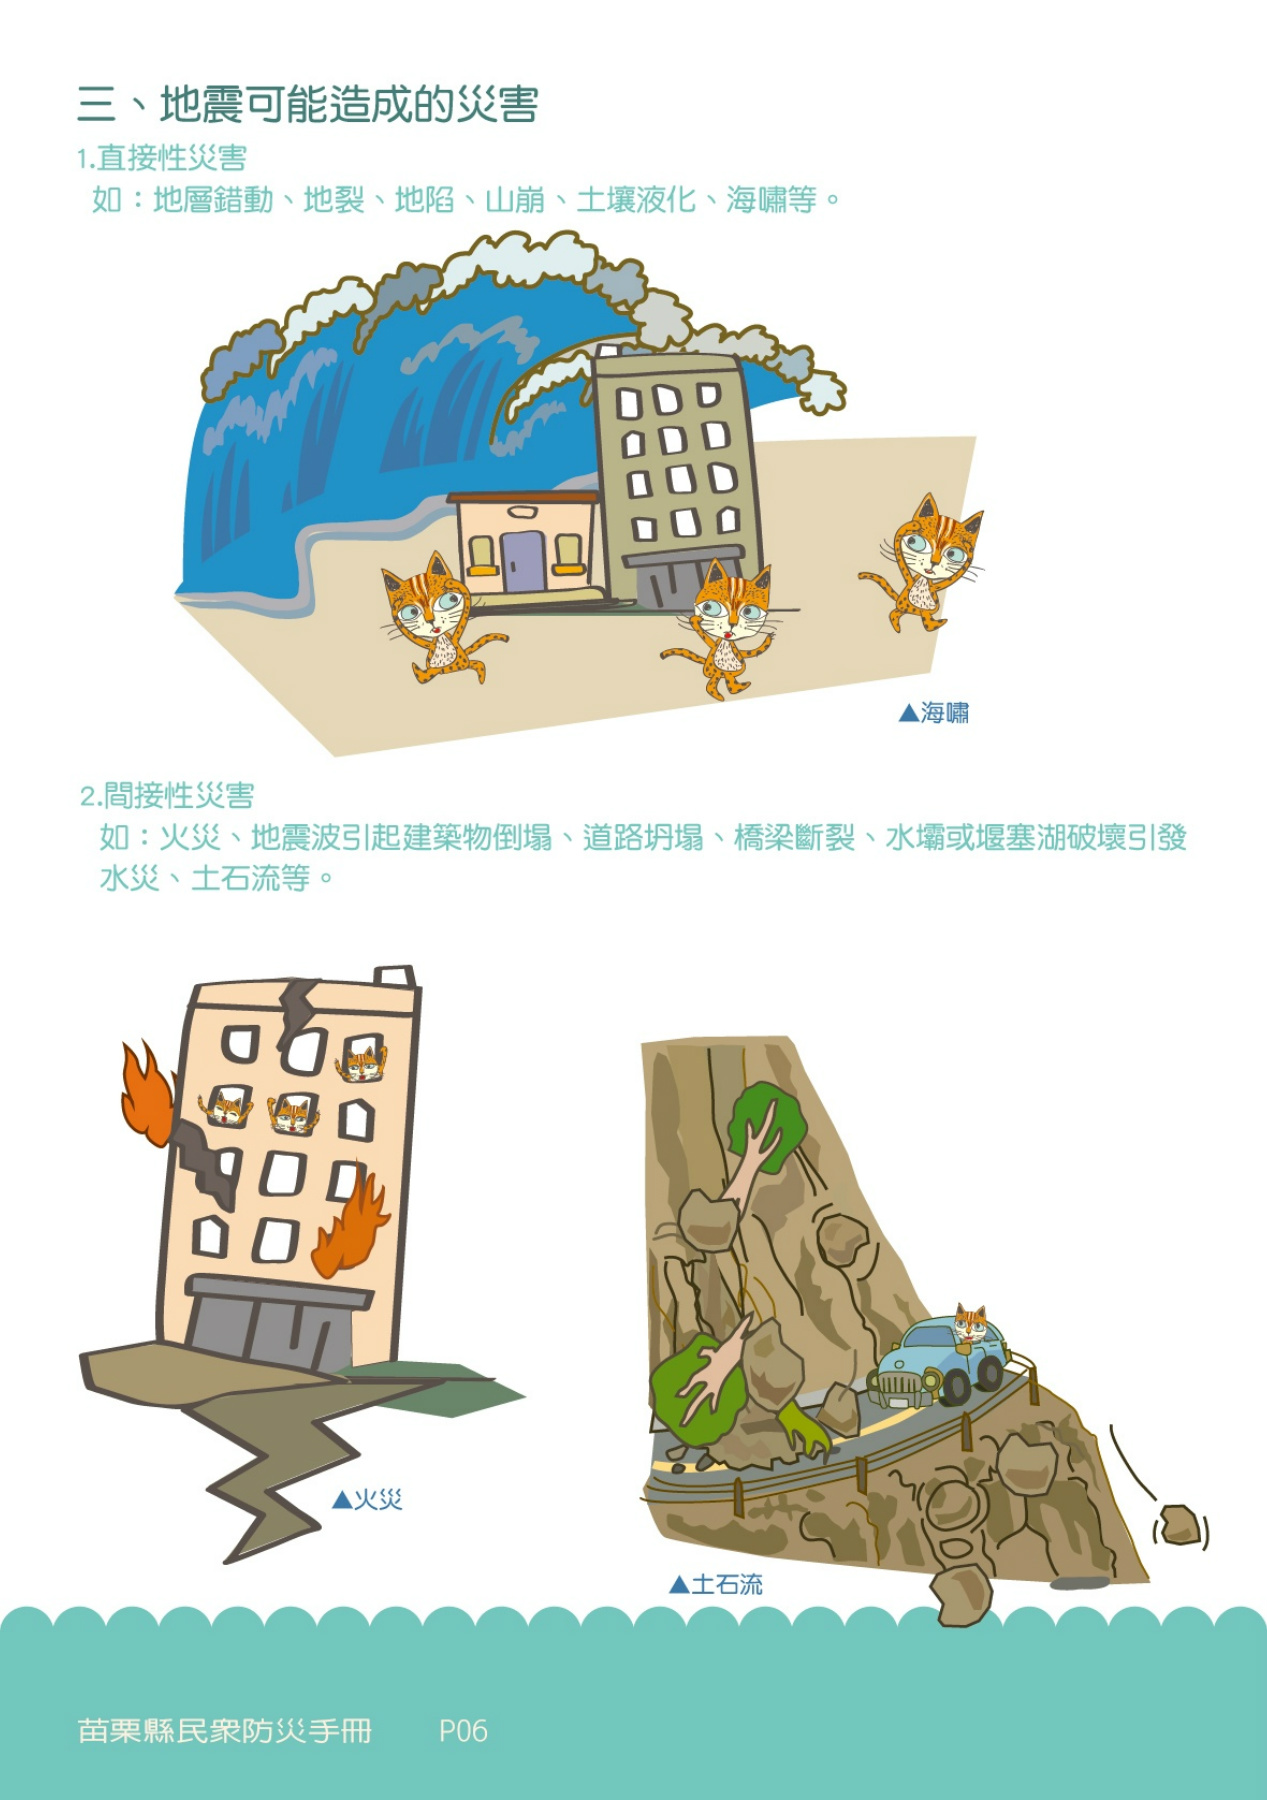 三、地震可能造成的災害
1.直接性災害
如：地層錯動、地裂、地陷、山崩、土壤液化、海嘯等。
▲海嘯
2.間接性災害
如：火災、地震波引起建築物倒塌、道路坍塌、橋梁斷裂、水壩或堰塞湖破壞引發
水災、土石流等。
▲火災
▲土石流
苗栗縣民眾防災手冊 P06